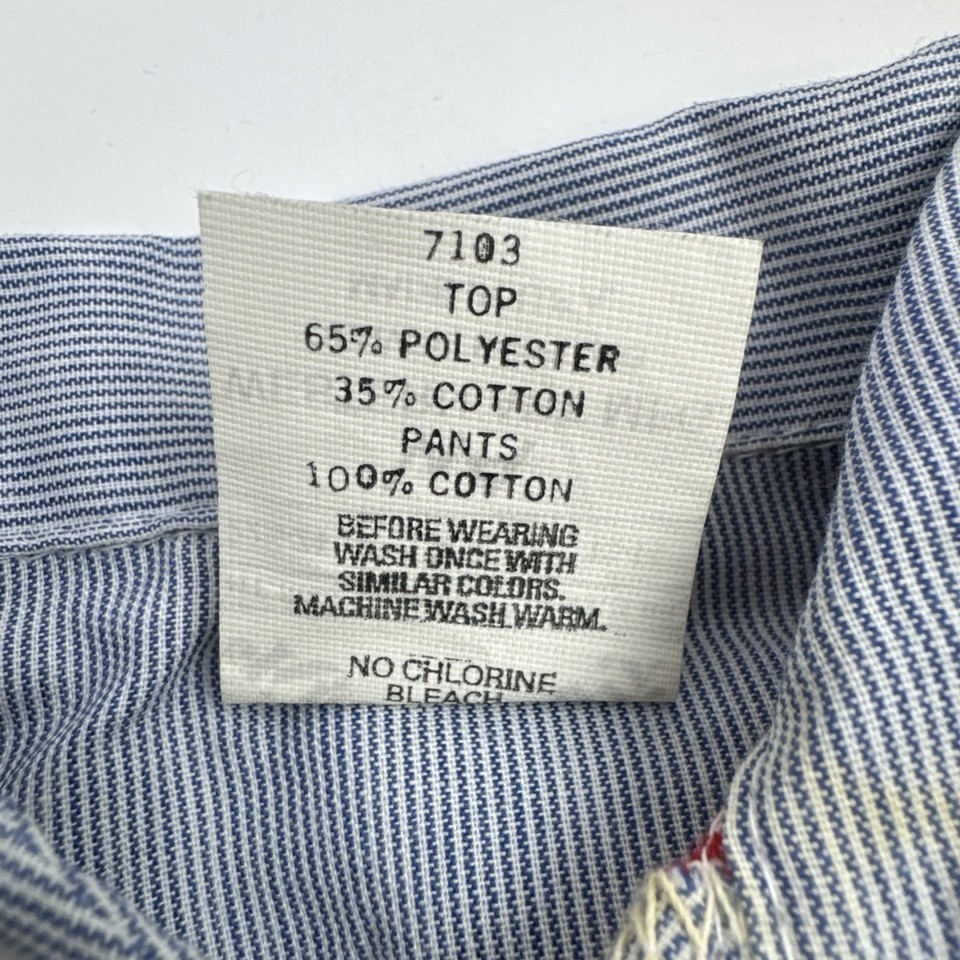 7103
TOP
65% POLYESTER
35% COTTON
PANTS
100% COTTON
BEFORE WEARING
WASH ONCE WITH
SIMILAR COLORS.
MACHINE WASH WARM.
NO CHLORINE
BLEACH